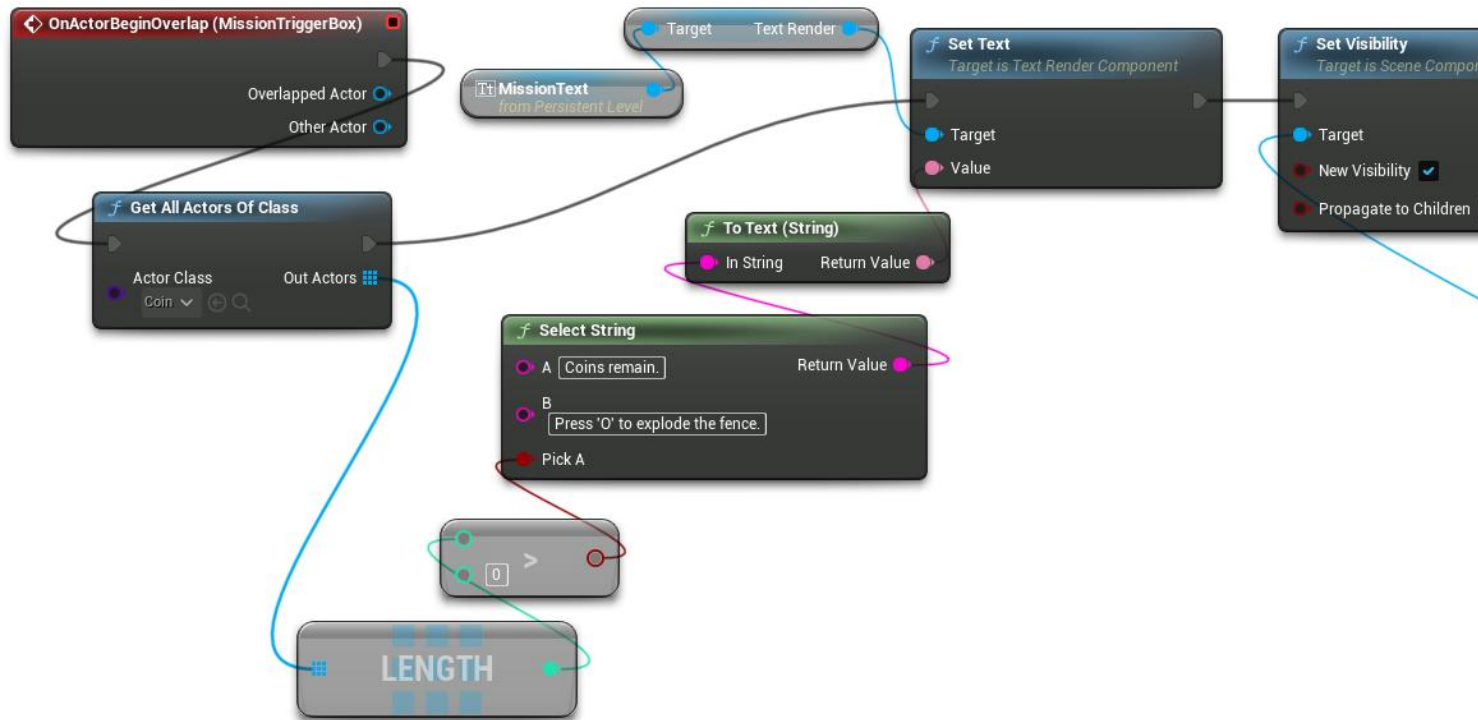 OnActorBeginOverlap (MissionTriggerBox)
Overlapped Actor
Other Actor
Target Text Render
MissionText
from Persistent Level
f Set Text
Target is Text Render Component
Target
Value
f Set Visibility
Target is Scene Compon
Target
New Visibility
Propagate to Children
f Get All Actors Of Class
Actor Class Out Actors
Coin
f To Text (String)
In String Return Value
f Select String
A Coins remain. Return Value
B
Press 'O' to explode the fence.
Pick A
>
0
LENGTH